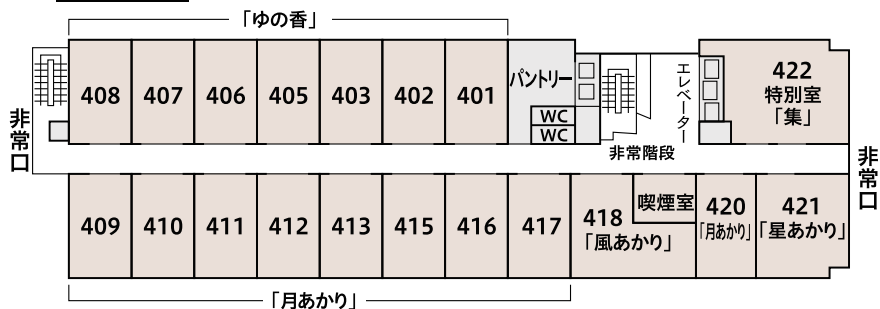 「ゆの香」
408
407
406
405
403
402
401
パントリー
WC
WC
エレベーター
非常階段
422
特別室
「集」
非常口
非常口
409
410
411
412
413
415
416
417
418
「風あかり」
喫煙室
420
「月あかり」
421
「星あかり」
「月あかり」